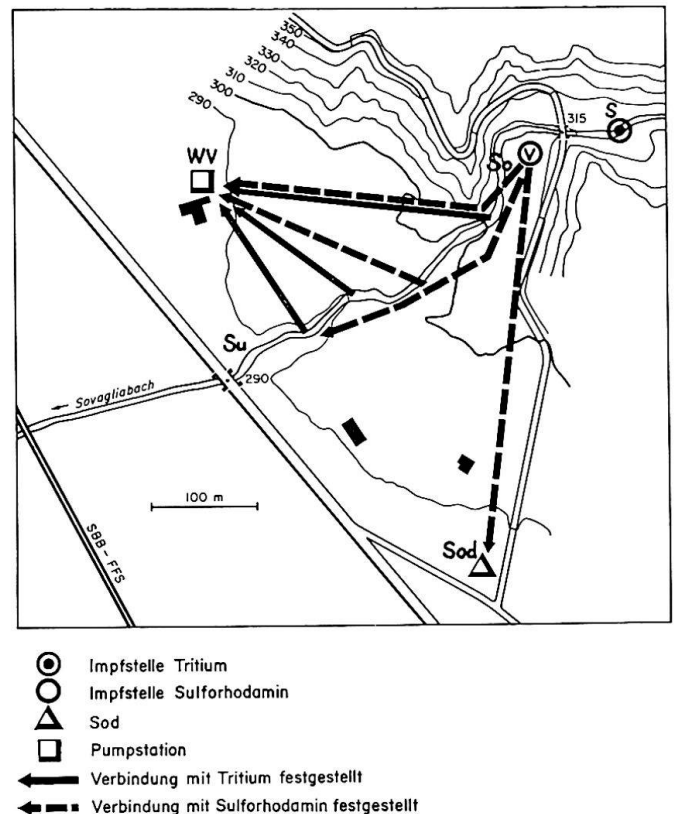 350
340
330
320
310
300
290
WV
S
315
So
V
Su
290
Sovagliabach
100 m
SBB-FFS
Sod
Impfstelle Tritium
Impfstelle Sulforhodamin
Sod
Pumpstation
Verbindung mit Tritium festgestellt
Verbindung mit Sulforhodamin festgestellt